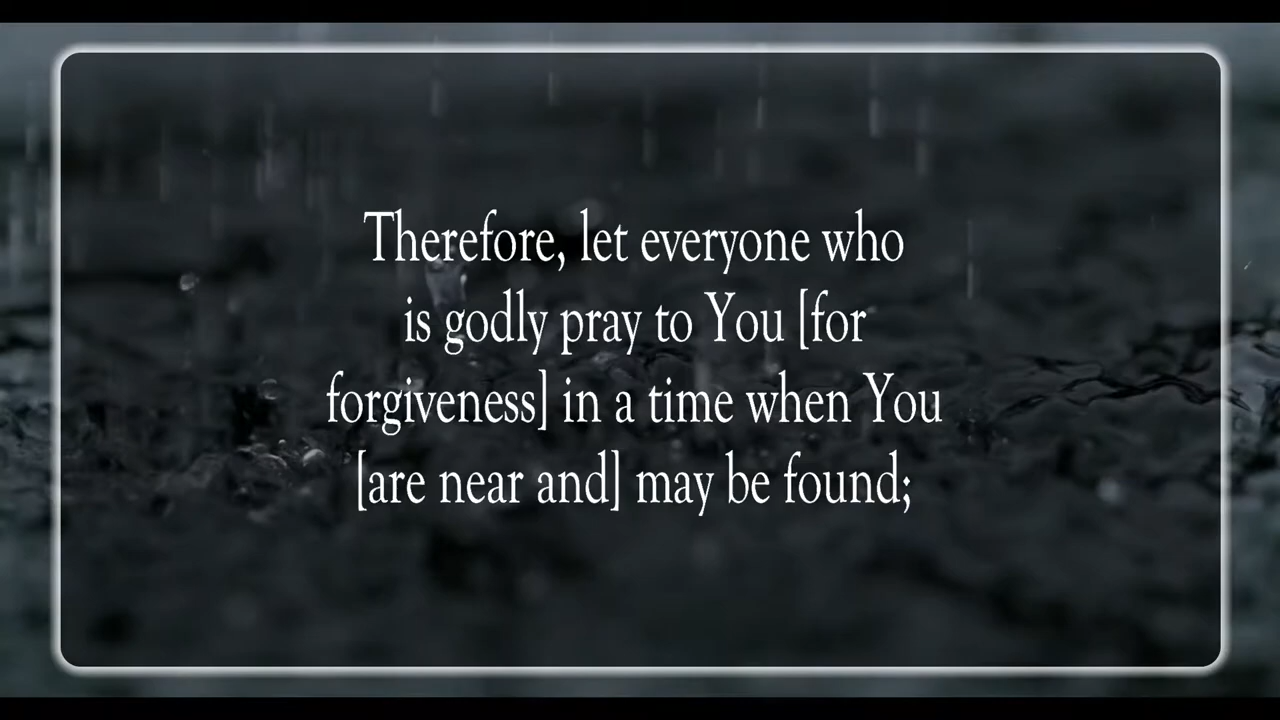 Therefore, let everyone who
is godly pray to You [for
forgiveness] in a time when You
[are near and] may be found;